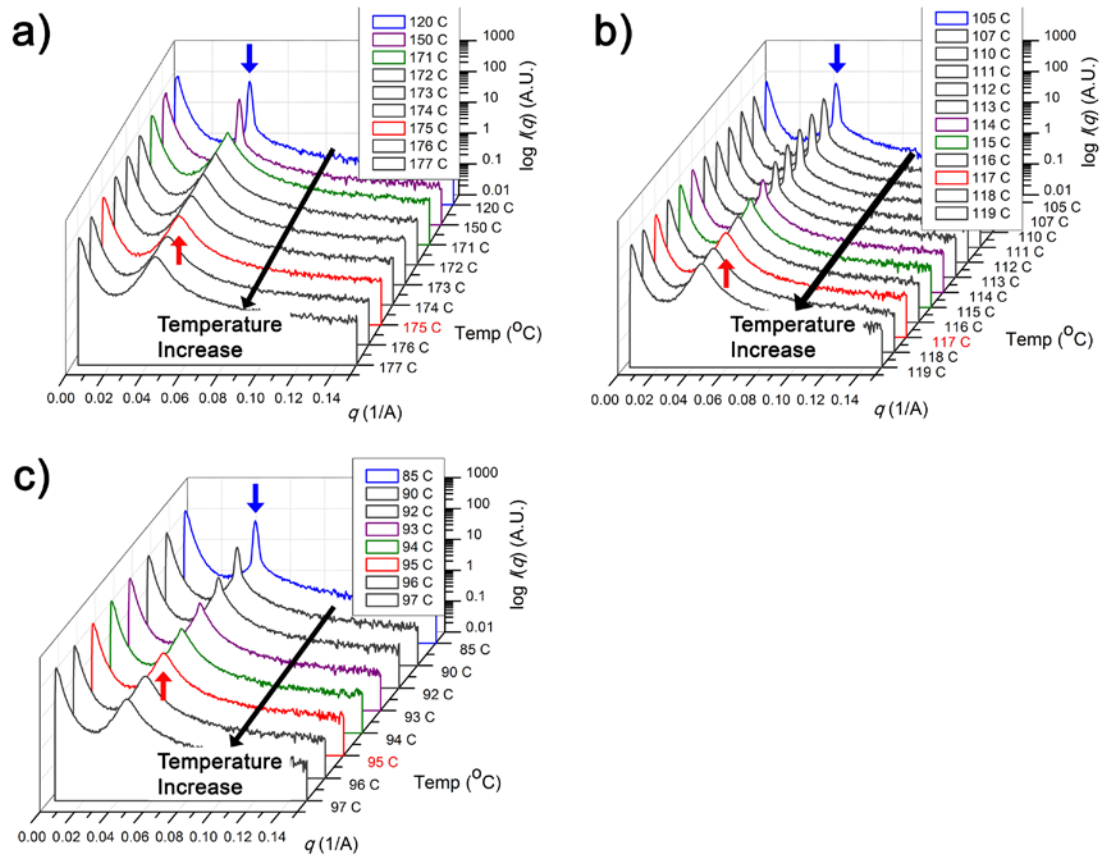 a)
120 C
150 C
171 C
172 C
173 C
174 C
175 C
176 C
177 C
1000
100
10
1
0.1
0.01
log I(q) (A.U.)
120 C
150 C
171 C
172 C
173 C
174 C
175 C
176 C
177 C
Temp (°C)
Temperature
Increase
0.00
0.02
0.04
0.06
0.08
0.10
0.12
0.14
q (1/A)
b)
105 C
107 C
110 C
111 C
112 C
113 C
114 C
115 C
116 C
117 C
118 C
119 C
1000
100
10
1
0.1
0.01
log I(q) (A.U.)
105 C
107 C
110 C
111 C
112 C
113 C
114 C
115 C
116 C
117 C
118 C
119 C
Temp (°C)
Temperature
Increase
0.00
0.02
0.04
0.06
0.08
0.10
0.12
0.14
q (1/A)
c)
85 C
90 C
92 C
93 C
94 C
95 C
96 C
97 C
1000
100
10
1
0.1
0.01
log I(q) (A.U.)
85 C
90 C
92 C
93 C
94 C
95 C
96 C
97 C
Temp (°C)
Temperature
Increase
0.00
0.02
0.04
0.06
0.08
0.10
0.12
0.14
q (1/A)